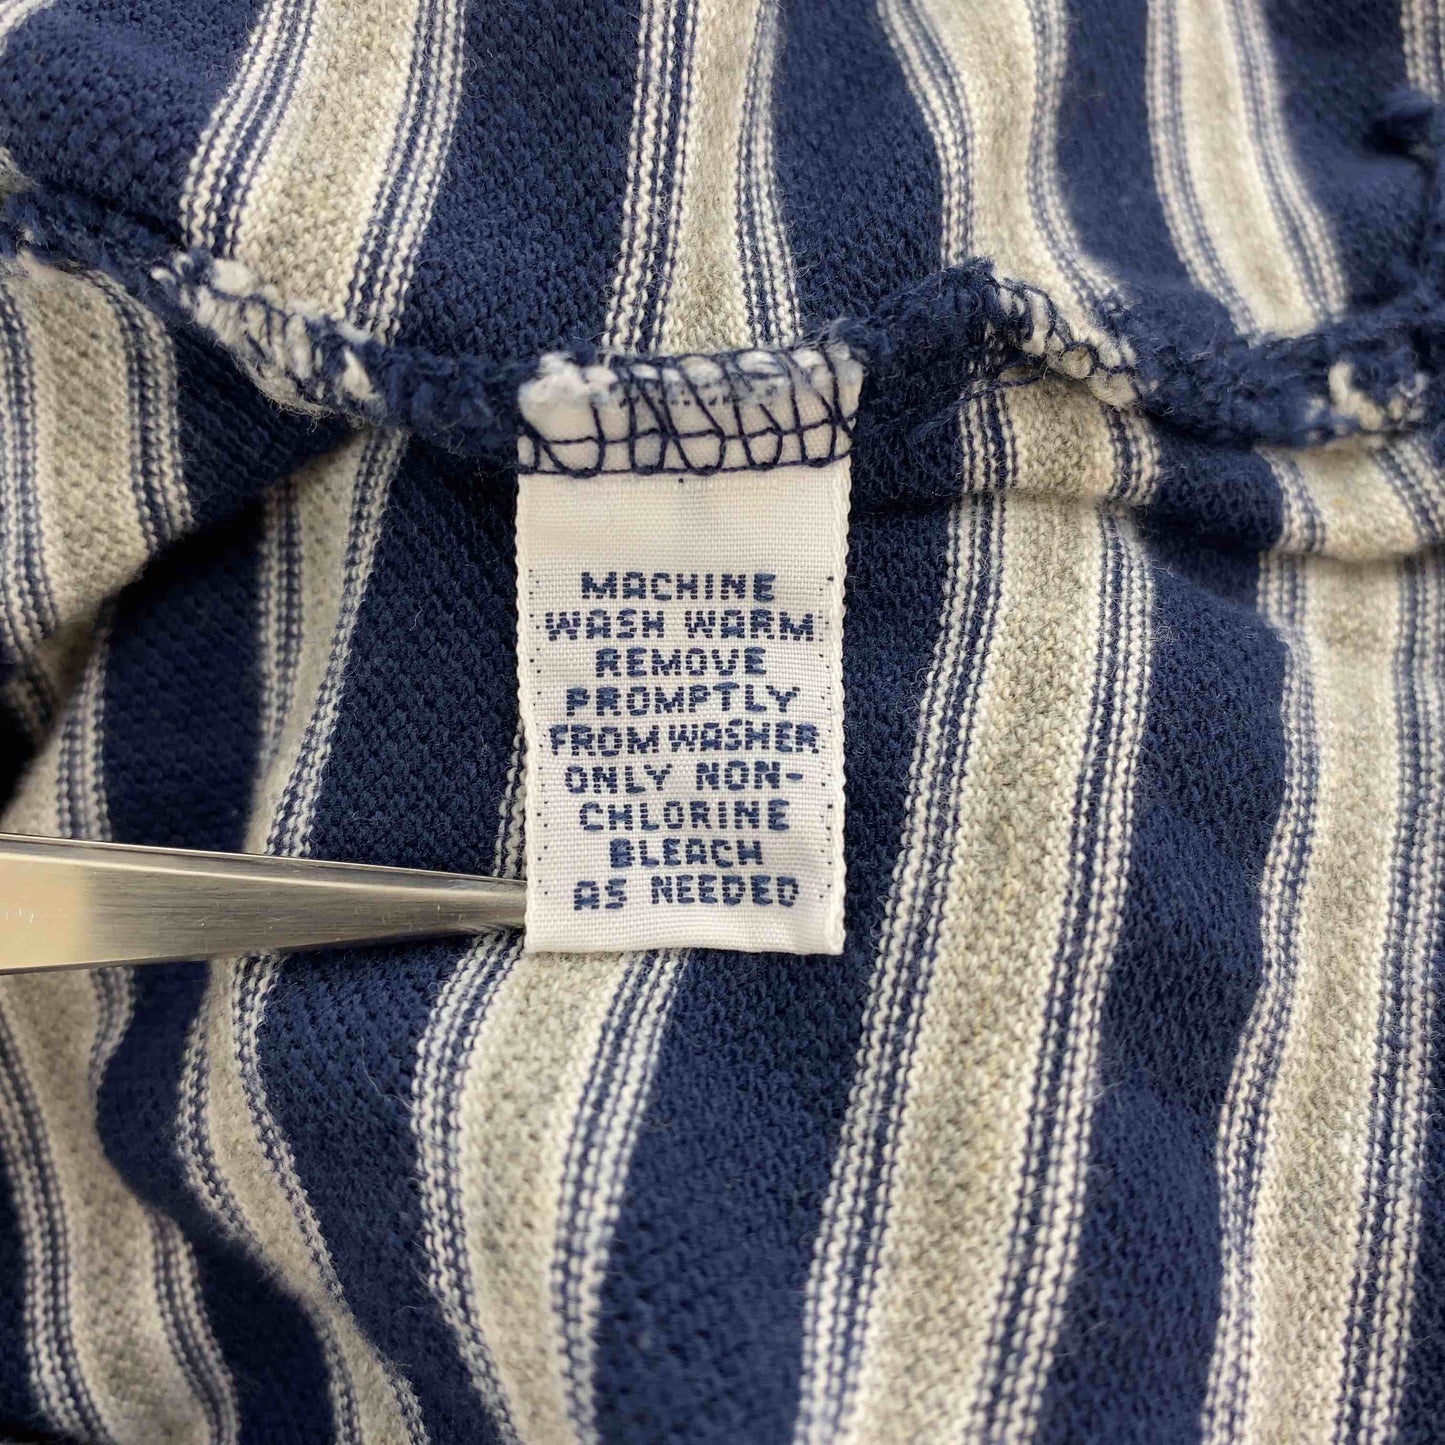 MACHINE
WASH WARM
REMOVE
PROMPTLY
FROM WASHER
ONLY NON-
CHLORINE
BLEACH
AS NEEDED